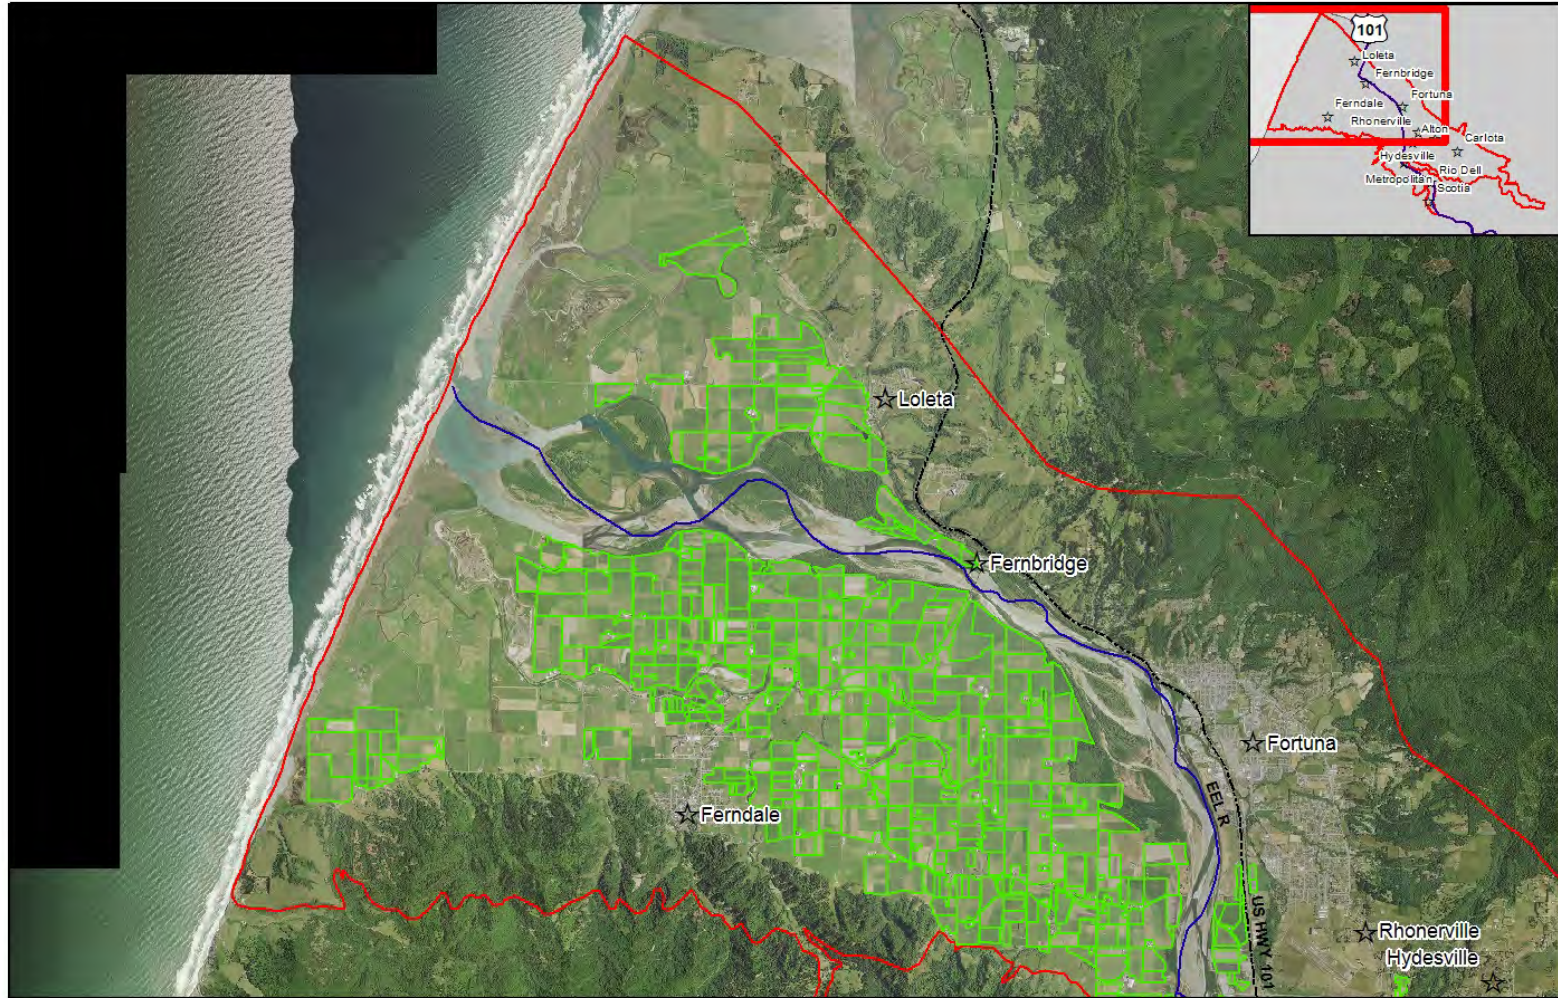 101
Loleta
Fernbridge
Ferndale
Fortuna
Rhonerville
Alton
Carlota
Hydesville
Rio Dell
Metropolitan
Scotia
Loleta
Fernbridge
Fortuna
EEL R
Ferndale
US HWY 101
Rhonerville
Hydesville